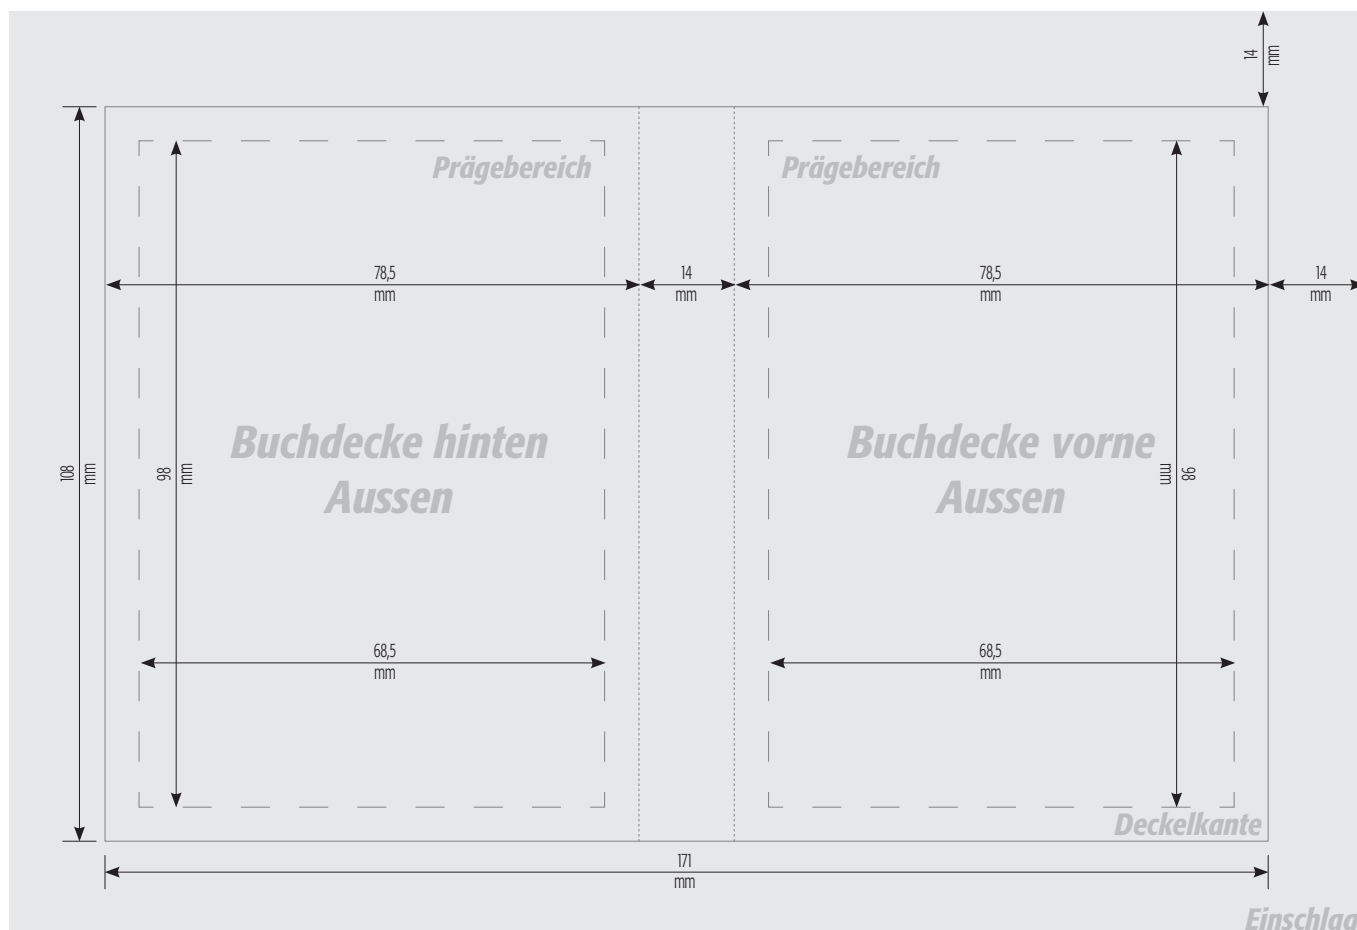 14
mm
Prägebereich
Prägebereich
78,5
mm
14
mm
78,5
mm
14
mm
Buchdecke hinten
Aussen
Buchdecke vorne
Aussen
108
mm
98
mm
98
mm
68,5
mm
68,5
mm
Deckelkante
171
mm
Einschlag